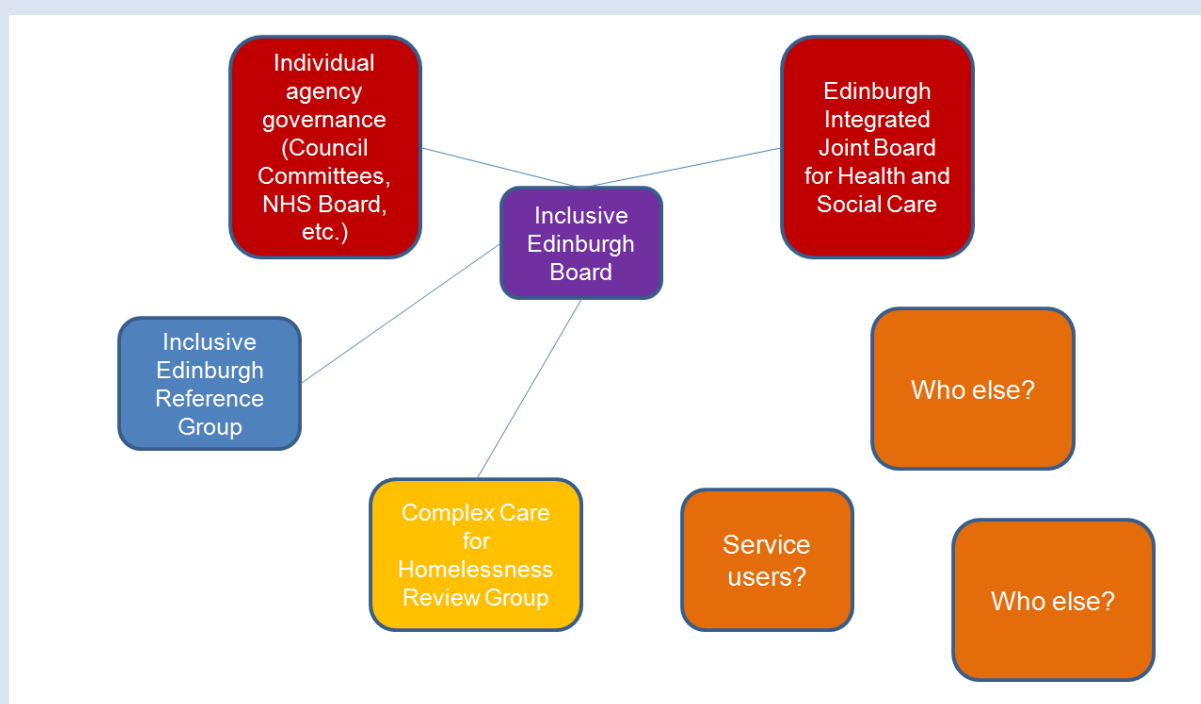 Individual
agency
governance
(Council
Committees,
NHS Board,
etc.)
Edinburgh
Integrated
Joint Board
for Health and
Social Care
Inclusive
Edinburgh
Board
Inclusive
Edinburgh
Reference
Group
Who else?
Complex Care
for
Homelessness
Review Group
Service
users?
Who else?